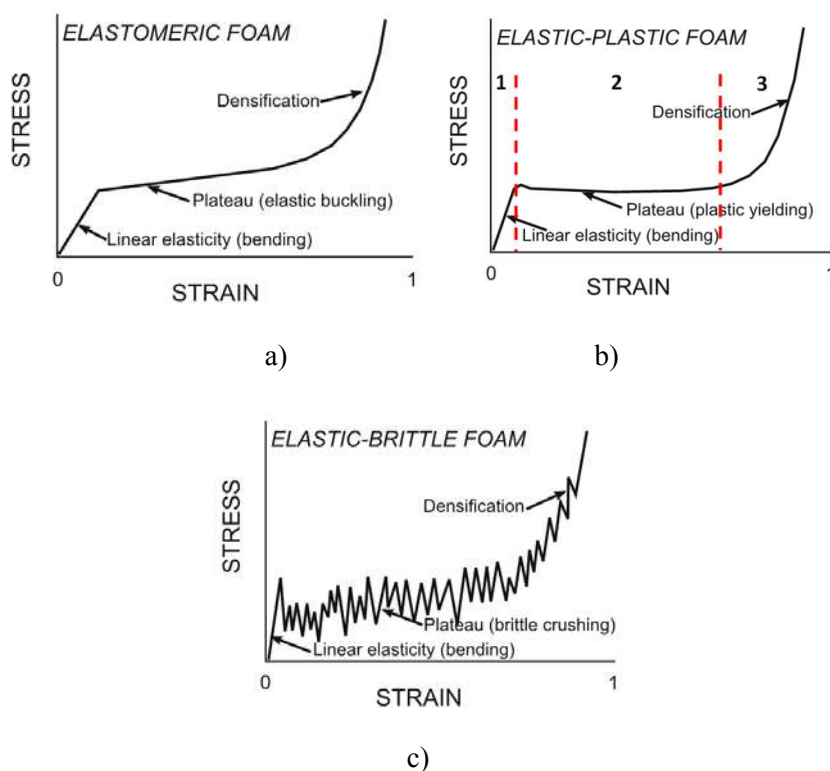 ELASTOMERIC FOAM
Densification
Plateau (elastic buckling)
Linear elasticity (bending)
STRESS
0
1
STRAIN
a)
ELASTIC-PLASTIC FOAM
1
2
3
Densification
Plateau (plastic yielding)
Linear elasticity (bending)
STRESS
0
1
STRAIN
b)
ELASTIC-BRITTLE FOAM
Densification
Plateau (brittle crushing)
Linear elasticity (bending)
STRESS
0
1
STRAIN
c)